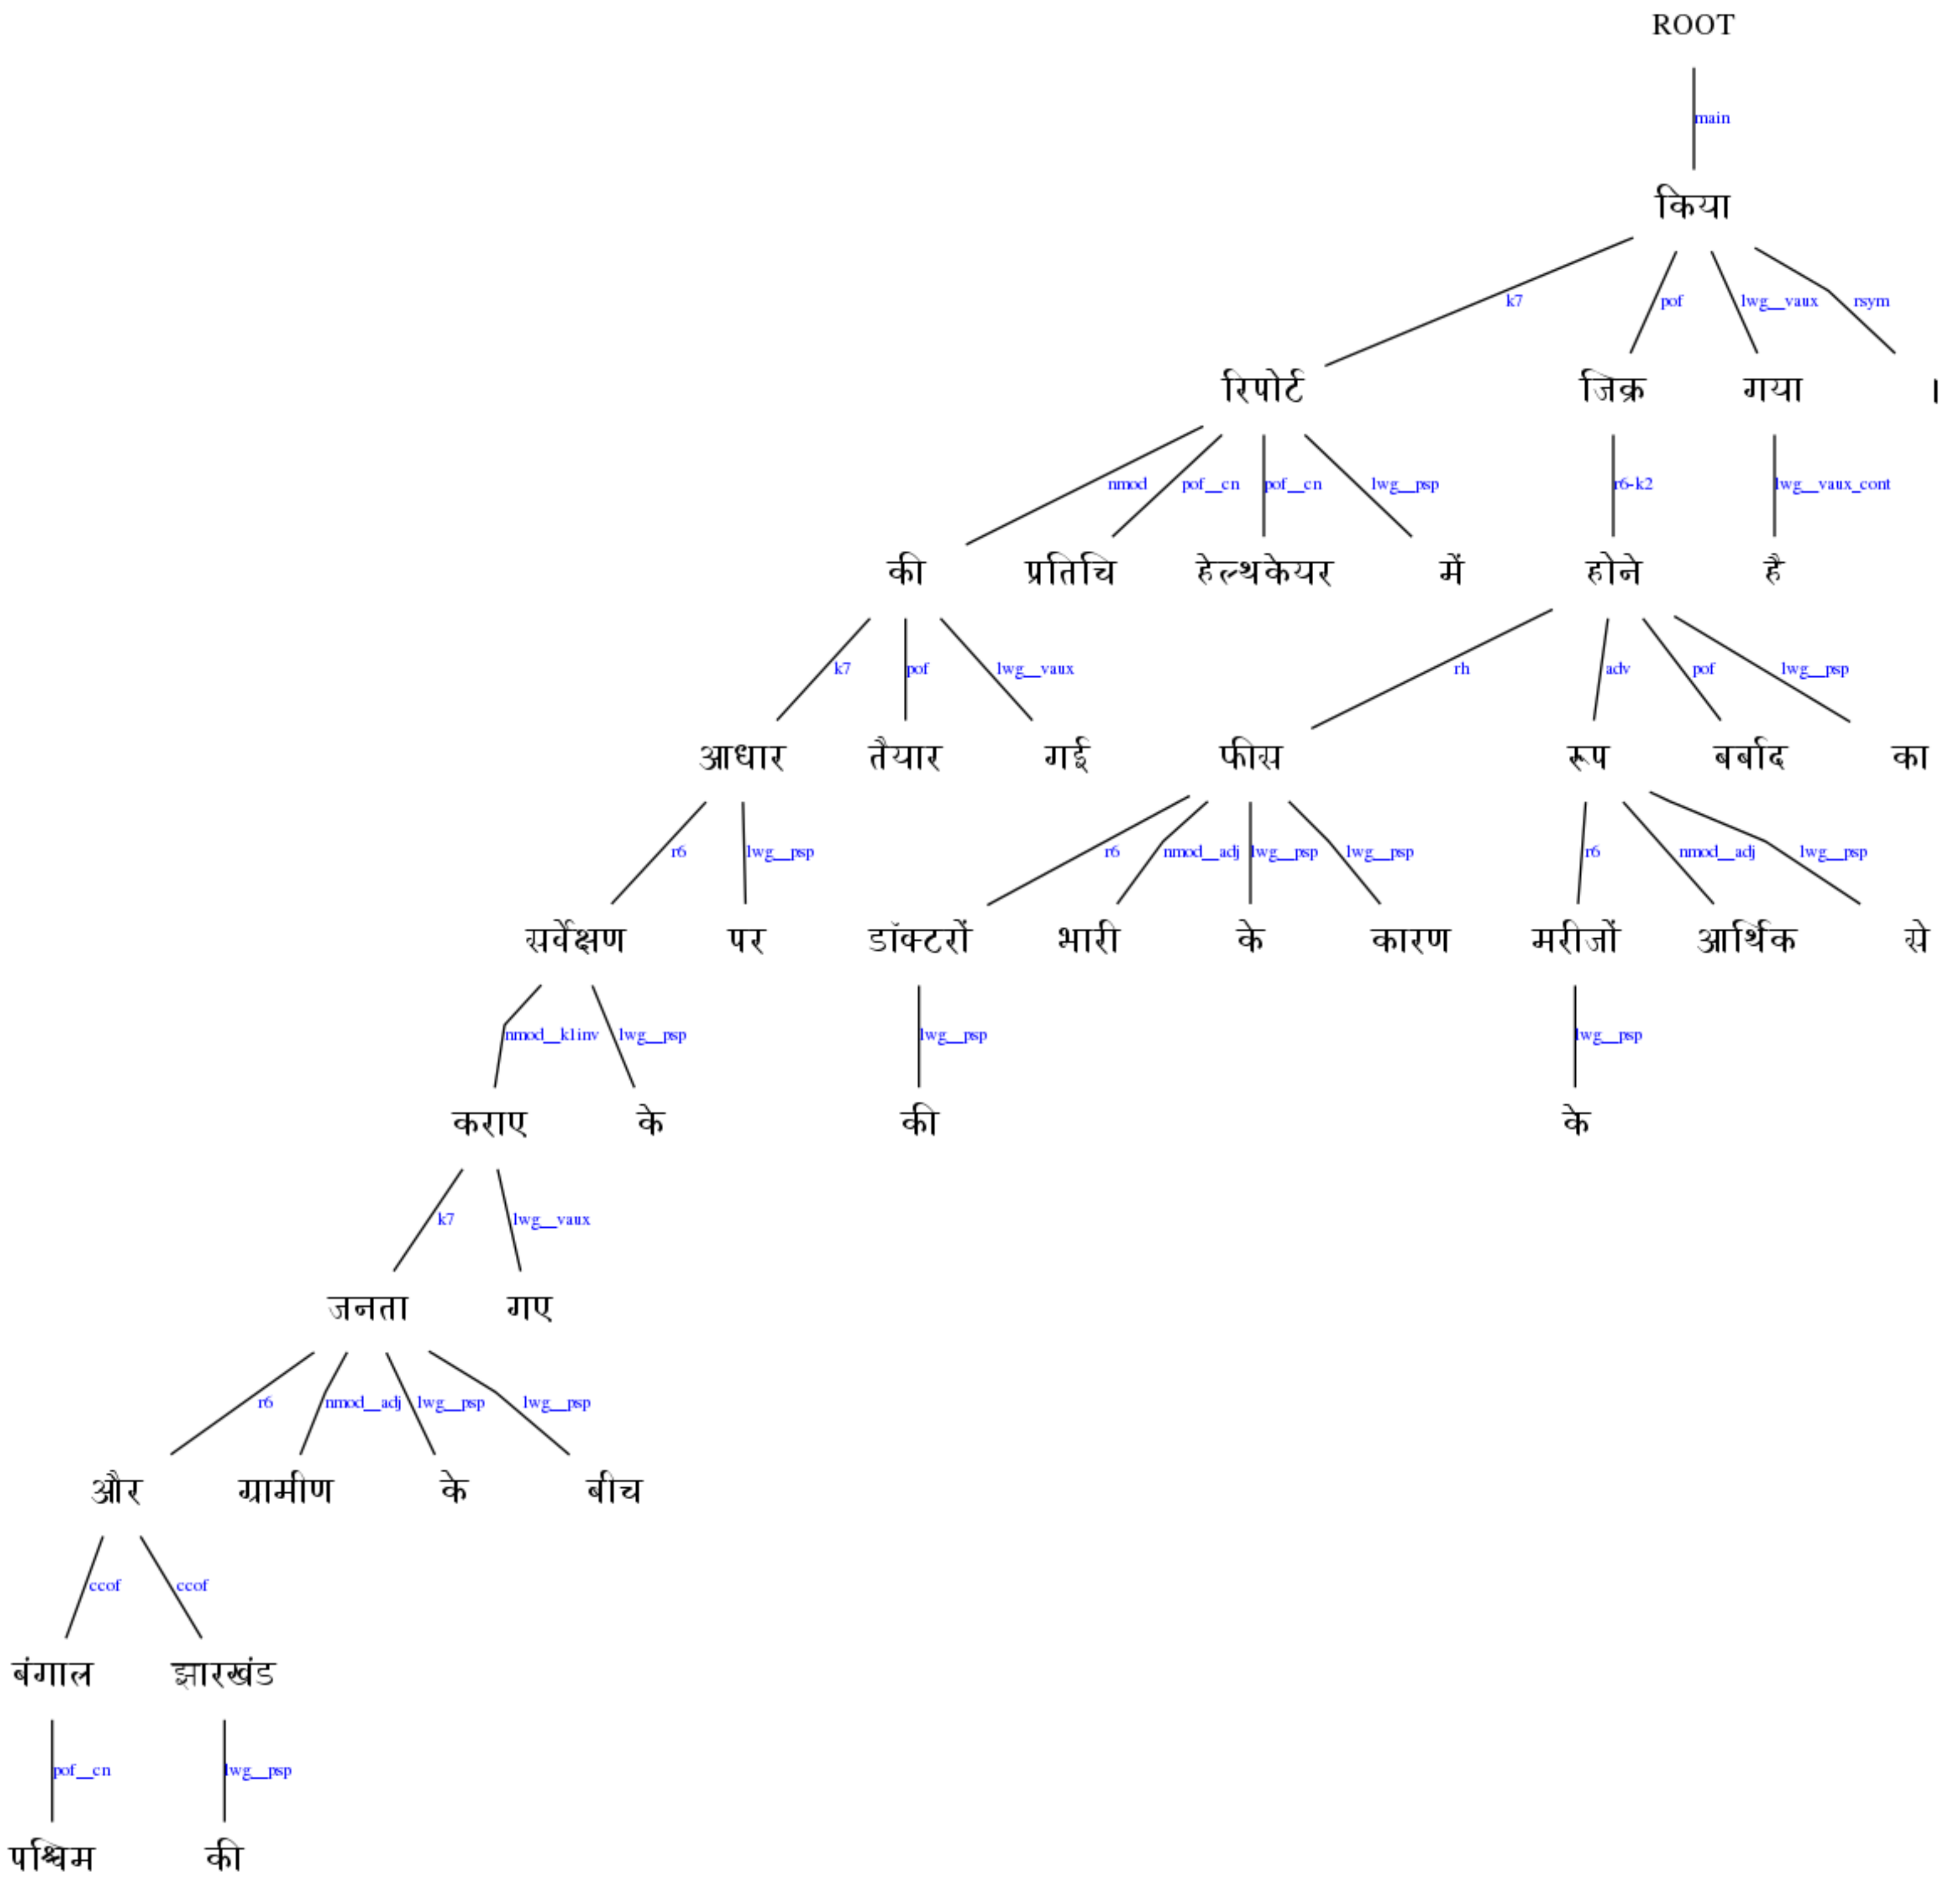 ROOT
main
किया
k7 pof lwg__vaux rsym
रिपोर्ट जिक्र गया ।
nmod pof__cn pof__cn lwg__psp r6-k2 lwg__vaux_cont
की प्रतिचि हेल्थकेयर में होने है
k7 pof lwg__vaux rh adv pof lwg__psp
आधार तैयार गई फीस रूप बर्बाद का
r6 lwg__psp r6 nmod__adj lwg__psp lwg__psp r6 nmod__adj lwg__psp
सर्वेक्षण पर डॉक्टरों भारी के कारण मरीजों आर्थिक से
nmod__k1inv lwg__psp lwg__psp lwg__psp
कराए के की के
k7 lwg__vaux
जनता गए
r6 nmod__adj lwg__psp lwg__psp
और ग्रामीण के बीच
ccof ccof
बंगाल झारखंड
pof__cn lwg__psp
पश्चिम की